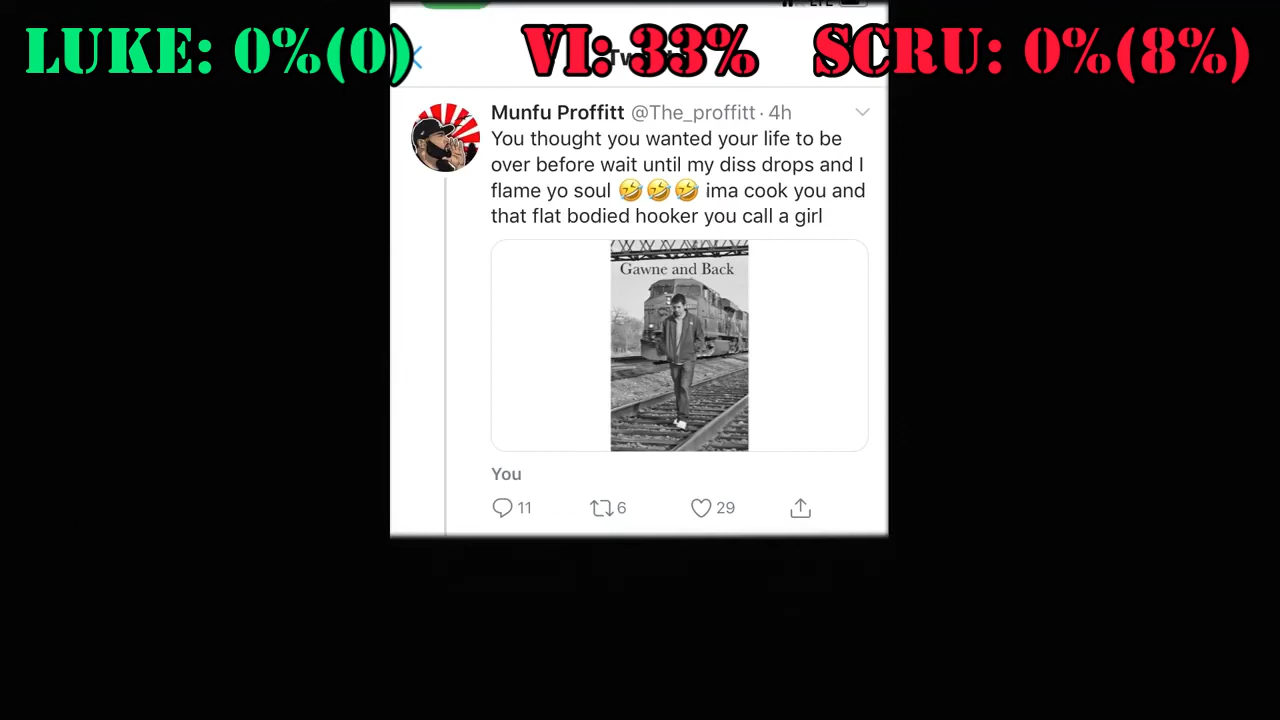 LUKE: 0%(0) VI: 33% SCRU: 0%(8%)
Munfu Proffitt @The_proffitt · 4h
You thought you wanted your life to be
over before wait until my diss drops and I
flame yo soul 🤣🤣🤣 ima cook you and
that flat bodied hooker you call a girl
Gawne and Back
You
11 6 29